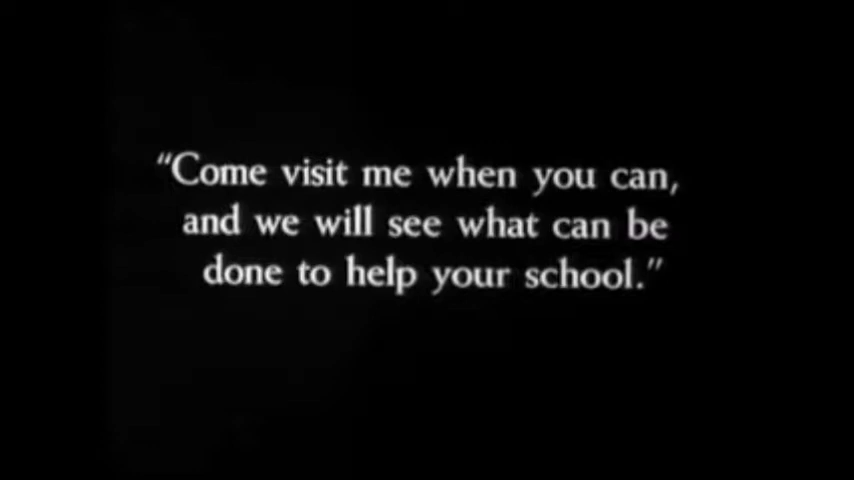 “Come visit me when you can,
and we will see what can be
done to help your school.”